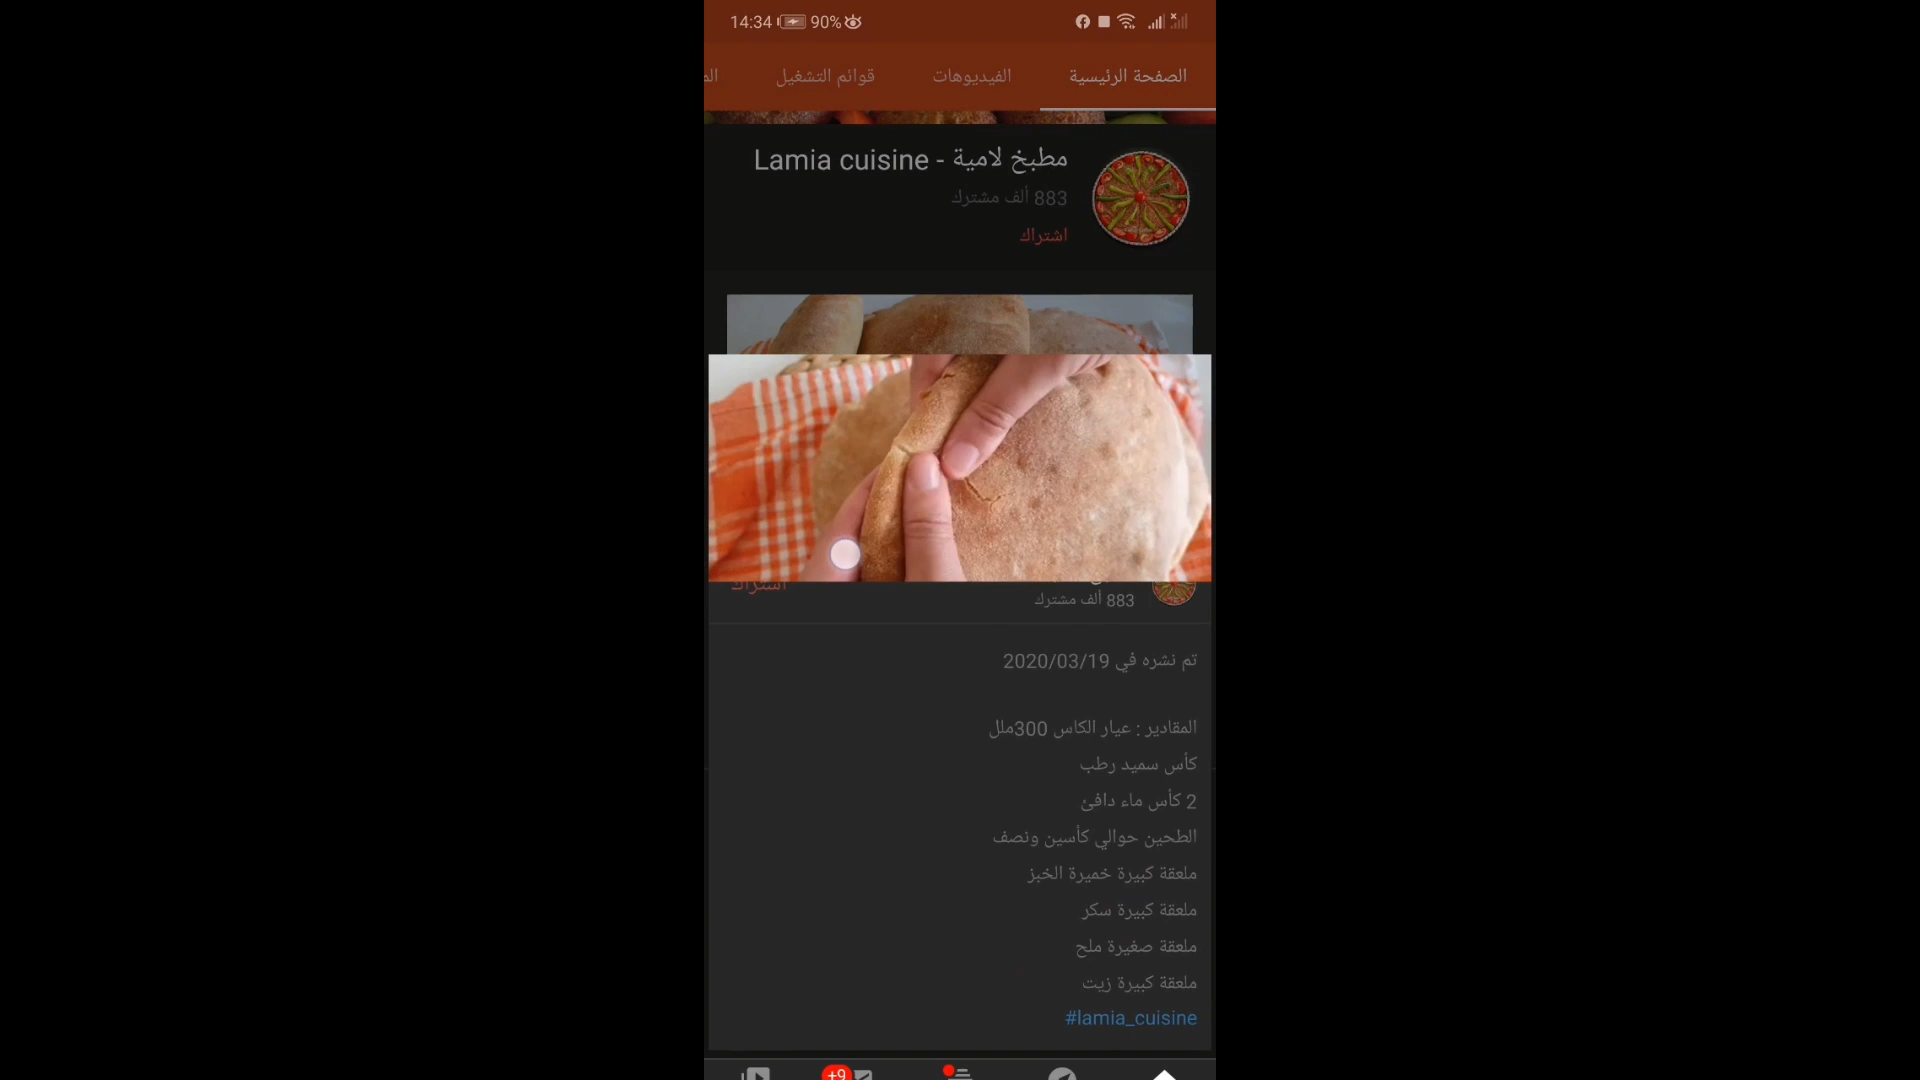 14:34 90%
الصفحة الرئيسية الفيديوهات قوائم التشغيل
مطبخ لامية - Lamia cuisine
883 ألف مشترك
اشتراك
اشتراك
883 ألف مشترك
تم نشره في 2020/03/19
المقادير : عيار الكاس 300ملل
كأس سميد رطب
2 كأس ماء دافئ
الطحين حوالي كأسين ونصف
ملعقة كبيرة خميرة الخبز
ملعقة كبيرة سكر
ملعقة صغيرة ملح
ملعقة كبيرة زيت
#lamia_cuisine
+9